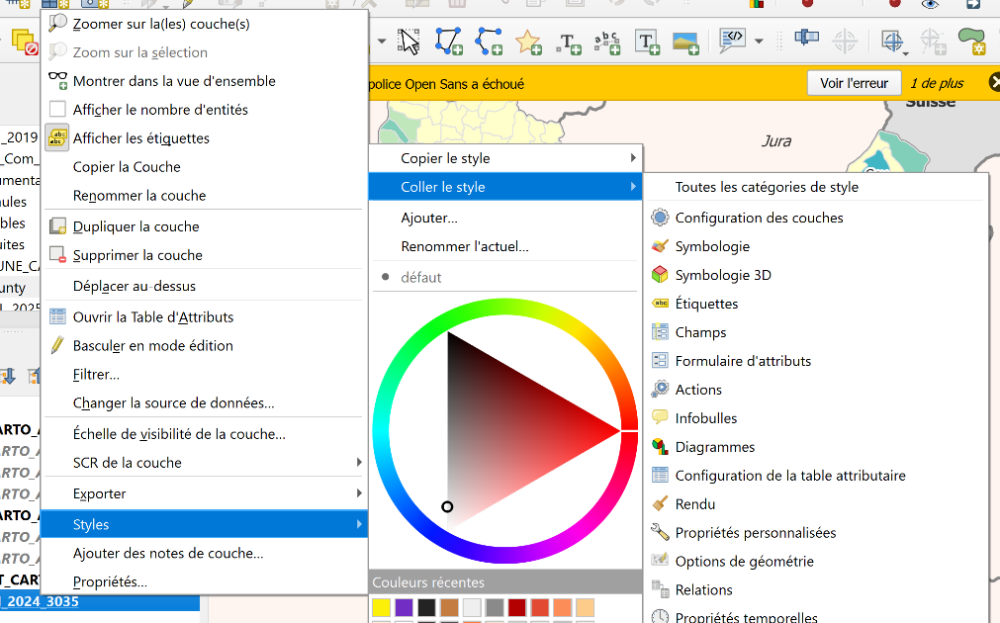 Zoomer sur la(les) couche(s)
Zoom sur la sélection
Montrer dans la vue d'ensemble
Afficher le nombre d'entités
Afficher les étiquettes
Copier la Couche
Renommer la couche
Dupliquer la couche
Supprimer la couche
Déplacer au-dessus
Ouvrir la Table d'Attributs
Basculer en mode édition
Filtrer...
Changer la source de données...
Échelle de visibilité de la couche...
SCR de la couche
Exporter
Styles
Ajouter des notes de couche...
Propriétés...
_2019
_Com_
ules
bles
uites
UNE_CA
unty
ARTO_A
ARTO_A
ARTO_A
ARTO_A
ARTO_A
ARTO_A
ARTO_A
T_CART
_2024_3035
abc
T
police Open Sans a échoué
Voir l'erreur
1 de plus
Suisse
Jura
Copier le style
Coller le style
Ajouter...
Renommer l'actuel...
défaut
Couleurs récentes
Toutes les catégories de style
Configuration des couches
Symbologie
Symbologie 3D
Étiquettes
Champs
Formulaire d'attributs
Actions
Infobulles
Diagrammes
Configuration de la table attributaire
Rendu
Propriétés personnalisées
Options de géométrie
Relations
Propriétés temporelles